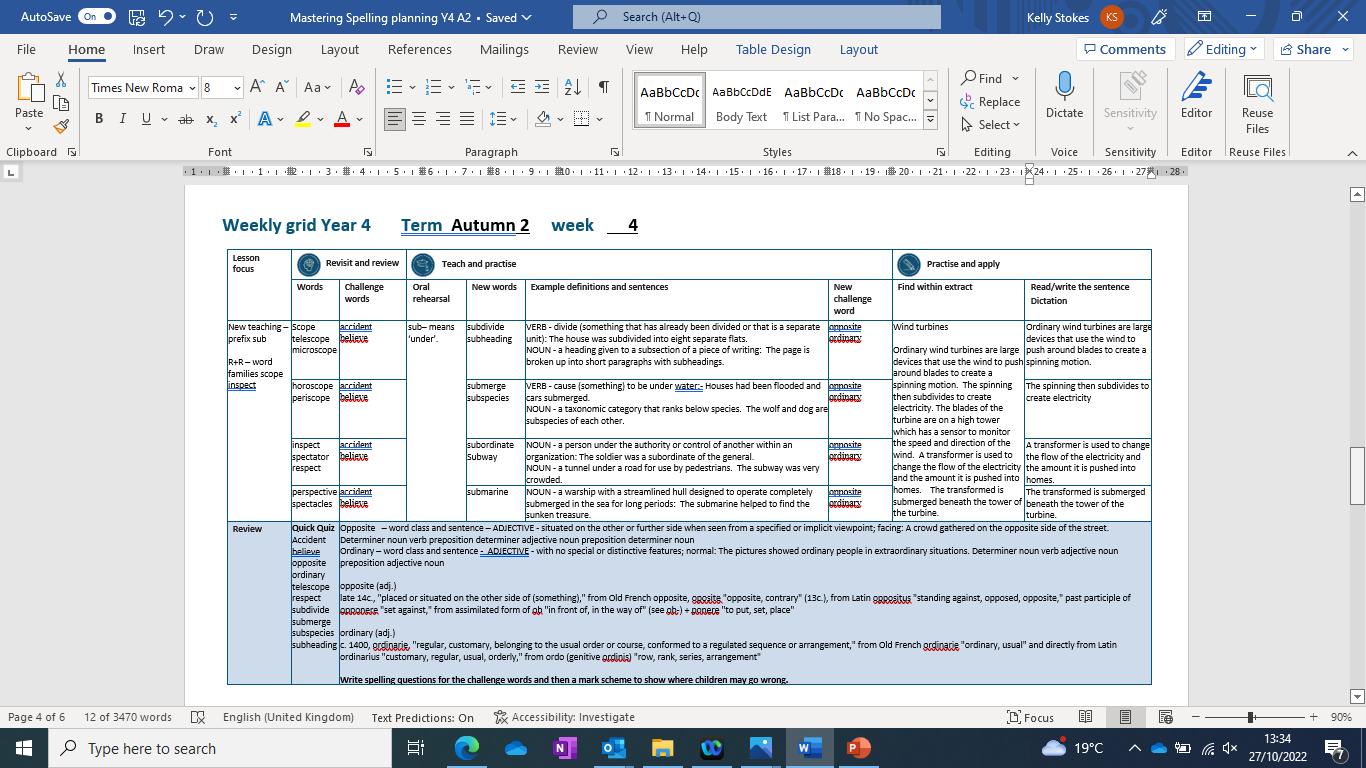 AutoSave On Mastering Spelling planning Y4 A2 • Saved Search (Alt+Q) Kelly Stokes KS
File Home Insert Draw Design Layout References Mailings Review View Help Table Design Layout Comments Editing Share
Times New Roma 8 A A Aa A
Paste B I U ab x₂ x² A A
AaBbCcDc AaBbCcDdE AaBbCcDc AaBbCcDc
¶ Normal Body Text ¶ List Para... ¶ No Spac...
Find
Replace
Select
Dictate Sensitivity Editor Reuse Files
Clipboard Font Paragraph Styles Editing Voice Sensitivity Editor Reuse Files
Weekly grid Year 4 Term Autumn 2 week 4
Lesson focus
Revisit and review
Teach and practise
Practise and apply
Words
Challenge words
Oral rehearsal
New words
Example definitions and sentences
New challenge word
Find within extract
Read/write the sentence
Dictation
New teaching –
prefix sub
R+R – word
families scope
inspect
Scope
telescope
microscope
accident
believe
sub– means
'under'.
subdivide
subheading
VERB - divide (something that has already been divided or that is a separate
unit): The house was subdivided into eight separate flats.
NOUN - a heading given to a subsection of a piece of writing: The page is
broken up into short paragraphs with subheadings.
opposite
ordinary
Wind turbines
Ordinary wind turbines are large
devices that use the wind to push
around blades to create a
spinning motion. The spinning
then subdivides to create
electricity. The blades of the
turbine are on a high tower
which has a sensor to monitor
the speed and direction of the
wind. A transformer is used to
change the flow of the electricity
and the amount it is pushed into
homes. The transformed is
submerged beneath the tower of
the turbine.
Ordinary wind turbines are large
devices that use the wind to
push around blades to create a
spinning motion.
horoscope
periscope
accident
believe
submerge
subspecies
VERB - cause (something) to be under water:- Houses had been flooded and
cars submerged.
NOUN - a taxonomic category that ranks below species. The wolf and dog are
subspecies of each other.
opposite
ordinary
The spinning then subdivides to
create electricity
inspect
spectator
respect
accident
believe
subordinate
Subway
NOUN - a person under the authority or control of another within an
organization: The soldier was a subordinate of the general.
NOUN - a tunnel under a road for use by pedestrians. The subway was very
crowded.
opposite
ordinary
A transformer is used to change
the flow of the electricity and
the amount it is pushed into
homes.
perspective
spectacles
accident
believe
submarine
NOUN - a warship with a streamlined hull designed to operate completely
submerged in the sea for long periods: The submarine helped to find the
sunken treasure.
opposite
ordinary
The transformed is submerged
beneath the tower of the
turbine.
Review
Quick Quiz
Accident
believe
opposite
ordinary
telescope
respect
subdivide
submerge
subspecies
subheading
Opposite – word class and sentence – ADJECTIVE - situated on the other or further side when seen from a specified or implicit viewpoint; facing: A crowd gathered on the opposite side of the street.
Determiner noun verb preposition determiner adjective noun preposition determiner noun
Ordinary – word class and sentence - ADJECTIVE - with no special or distinctive features; normal: The pictures showed ordinary people in extraordinary situations. Determiner noun verb adjective noun
preposition adjective noun
opposite (adj.)
late 14c., "placed or situated on the other side of (something)," from Old French opposite, oposite "opposite, contrary" (13c.), from Latin oppositus "standing against, opposed, opposite," past participle of
opponere "set against," from assimilated form of ob "in front of, in the way of" (see ob-) + ponere "to put, set, place"
ordinary (adj.)
c. 1400, ordinarie, "regular, customary, belonging to the usual order or course, conformed to a regulated sequence or arrangement," from Old French ordinarie "ordinary, usual" and directly from Latin
ordinarius "customary, regular, usual, orderly," from ordo (genitive ordinis) "row, rank, series, arrangement"
Write spelling questions for the challenge words and then a mark scheme to show where children may go wrong.
Page 4 of 6 12 of 3470 words English (United Kingdom) Text Predictions: On Accessibility: Investigate Focus 90%
Type here to search 19°C 13:34
27/10/2022 7